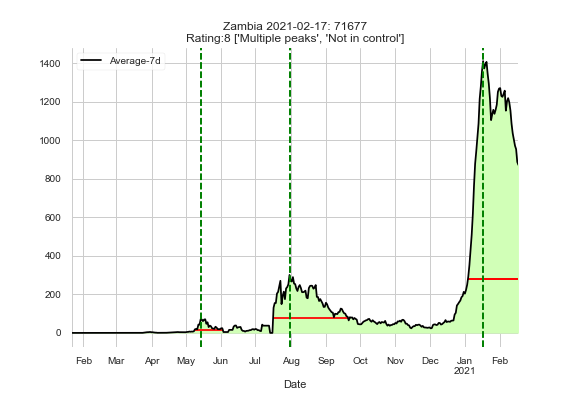 Zambia 2021-02-17: 71677
Rating:8 ['Multiple peaks', 'Not in control']
Average-7d
1400
1200
1000
800
600
400
200
0
Feb Mar Apr May Jun Jul Aug Sep Oct Nov Dec Jan Feb
2021
Date